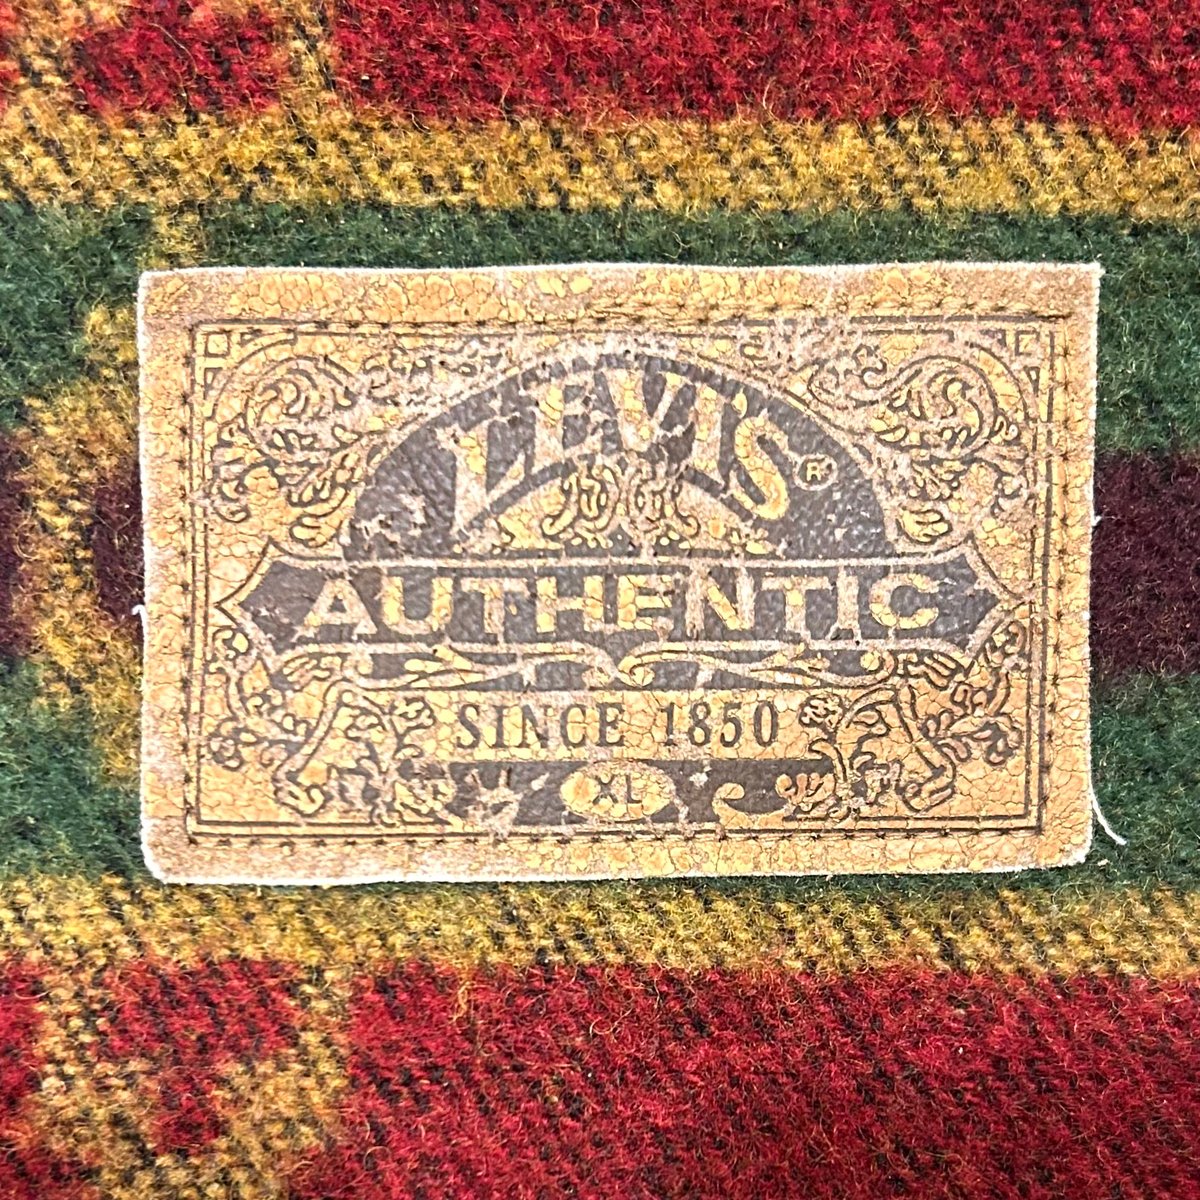 LEVI'S ®
AUTHENTIC
SINCE 1850
XL